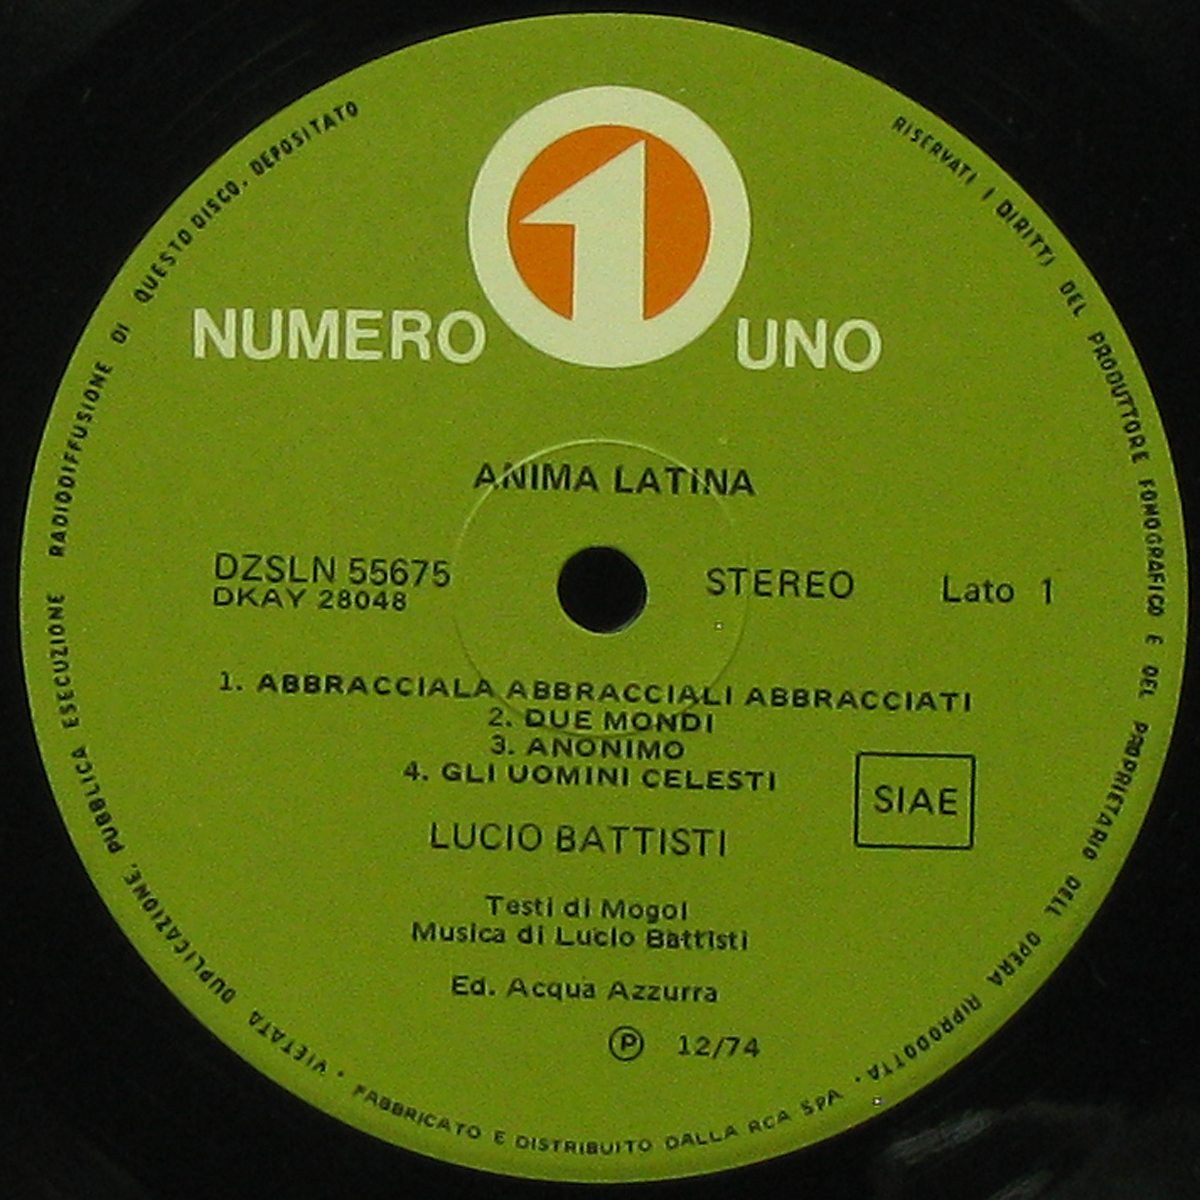 RISERVATI I DIRITTI DEL PRODUTTORE FONOGRAFICO E DEL PROPRIETARIO DELL OPERA RIPRODOTTA · VIETATA DUPLICAZIONE, PUBBLICA ESECUZIONE RADIODIFFUSIONE DI QUESTO DISCO. DEPOSITATO
1
NUMERO UNO
ANIMA LATINA
DZSLN 55675 STEREO Lato 1
DKAY 28048
1. ABBRACCIALA ABBRACCIALI ABBRACCIATI
2. DUE MONDI
3. ANONIMO
4. GLI UOMINI CELESTI
SIAE
LUCIO BATTISTI
Testi di Mogol
Musica di Lucio Battisti
Ed. Acqua Azzurra
Ⓟ 12/74
FABBRICATO E DISTRIBUITO DALLA RCA SPA ·